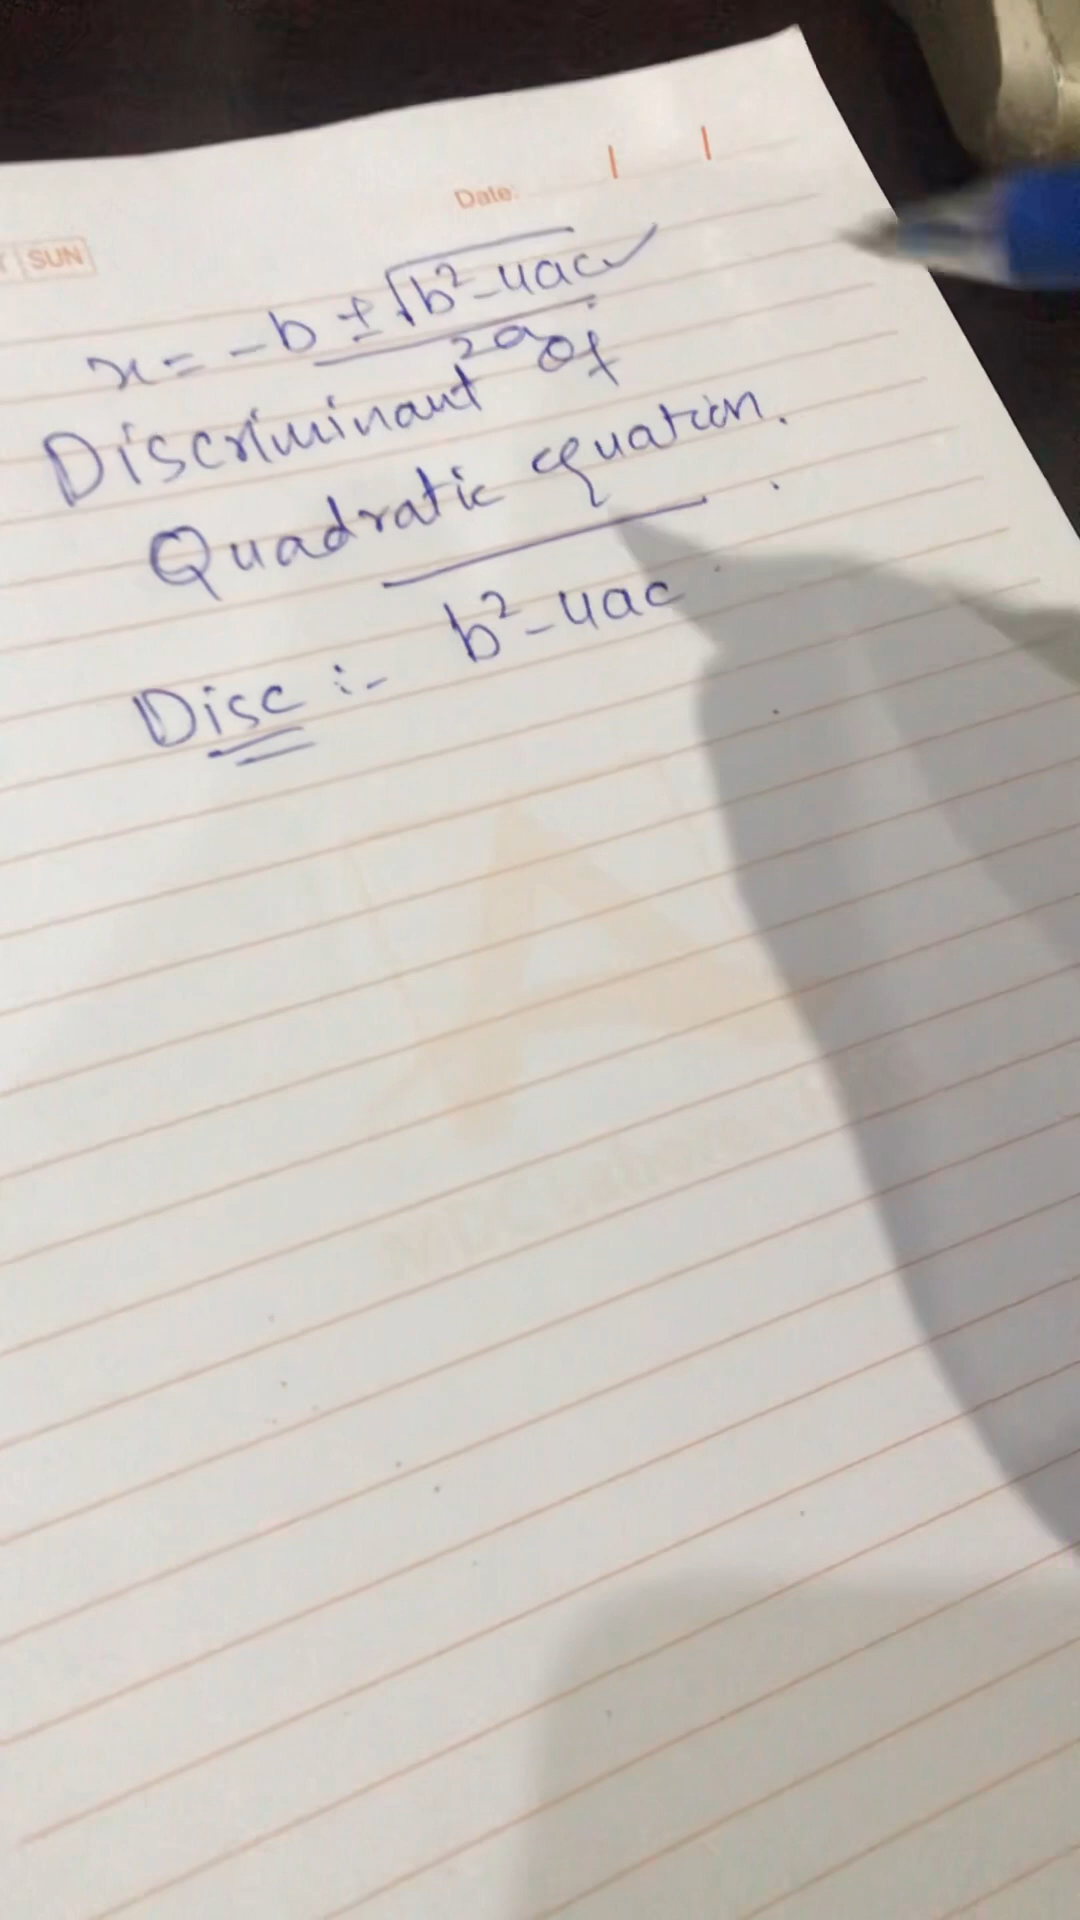 SUN
Date:
x = -b ± √b²-4ac
2a
Discriminant of
Quadratic equation.
Disc :- b²-4ac